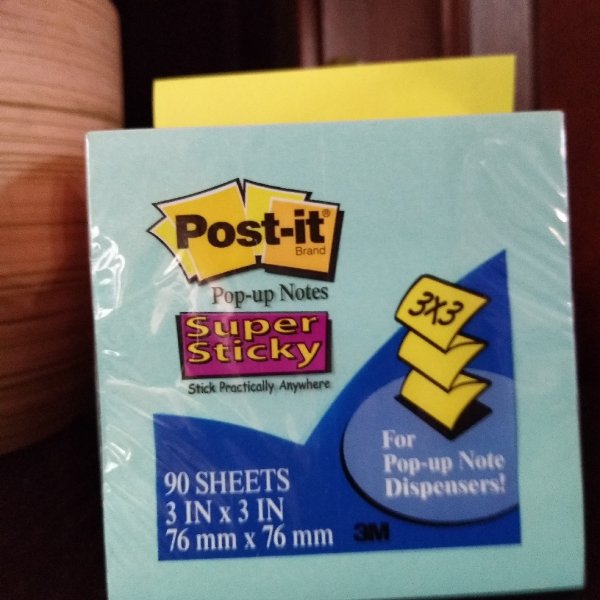 Post-it®
Brand
Pop-up Notes
Super
Sticky
Stick Practically Anywhere
3X3
For
Pop-up Note
Dispensers!
90 SHEETS
3 IN x 3 IN
76 mm x 76 mm
3M